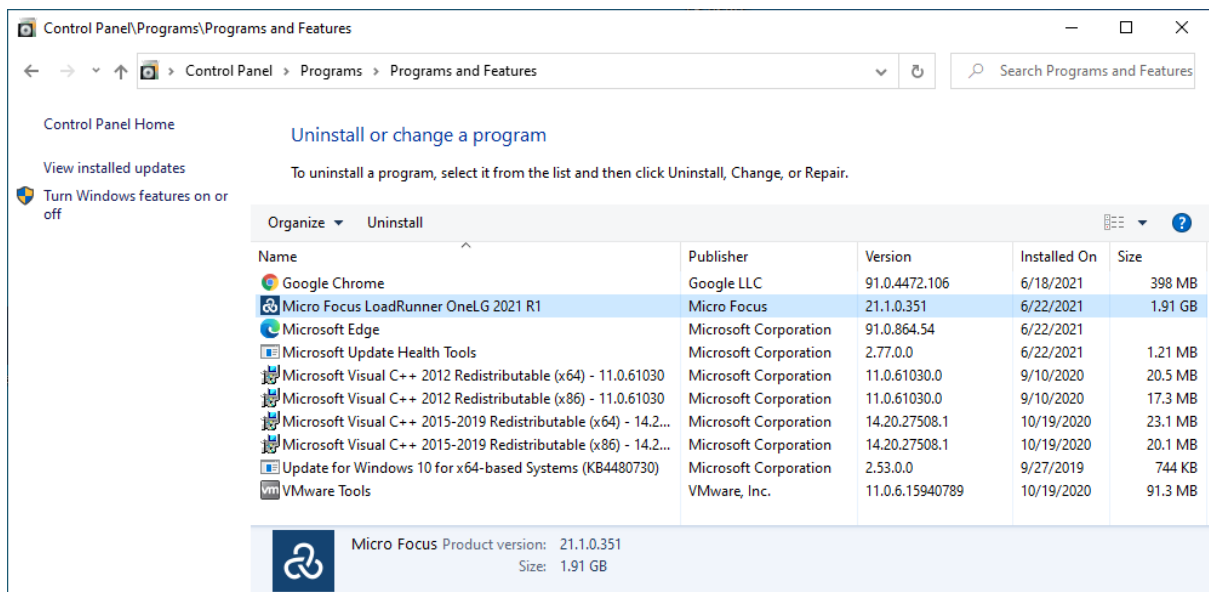 Control Panel\Programs\Programs and Features
Control Panel > Programs > Programs and Features
Search Programs and Features
Control Panel Home
View installed updates
Turn Windows features on or
off
Uninstall or change a program
To uninstall a program, select it from the list and then click Uninstall, Change, or Repair.
Organize Uninstall ?
Name Publisher Version Installed On Size
Google Chrome Google LLC 91.0.4472.106 6/18/2021 398 MB
Micro Focus LoadRunner OneLG 2021 R1 Micro Focus 21.1.0.351 6/22/2021 1.91 GB
Microsoft Edge Microsoft Corporation 91.0.864.54 6/22/2021
Microsoft Update Health Tools Microsoft Corporation 2.77.0.0 6/22/2021 1.21 MB
Microsoft Visual C++ 2012 Redistributable (x64) - 11.0.61030 Microsoft Corporation 11.0.61030.0 9/10/2020 20.5 MB
Microsoft Visual C++ 2012 Redistributable (x86) - 11.0.61030 Microsoft Corporation 11.0.61030.0 9/10/2020 17.3 MB
Microsoft Visual C++ 2015-2019 Redistributable (x64) - 14.2... Microsoft Corporation 14.20.27508.1 10/19/2020 23.1 MB
Microsoft Visual C++ 2015-2019 Redistributable (x86) - 14.2... Microsoft Corporation 14.20.27508.1 10/19/2020 20.1 MB
Update for Windows 10 for x64-based Systems (KB4480730) Microsoft Corporation 2.53.0.0 9/27/2019 744 KB
vm VMware Tools VMware, Inc. 11.0.6.15940789 10/19/2020 91.3 MB
Micro Focus Product version: 21.1.0.351
Size: 1.91 GB